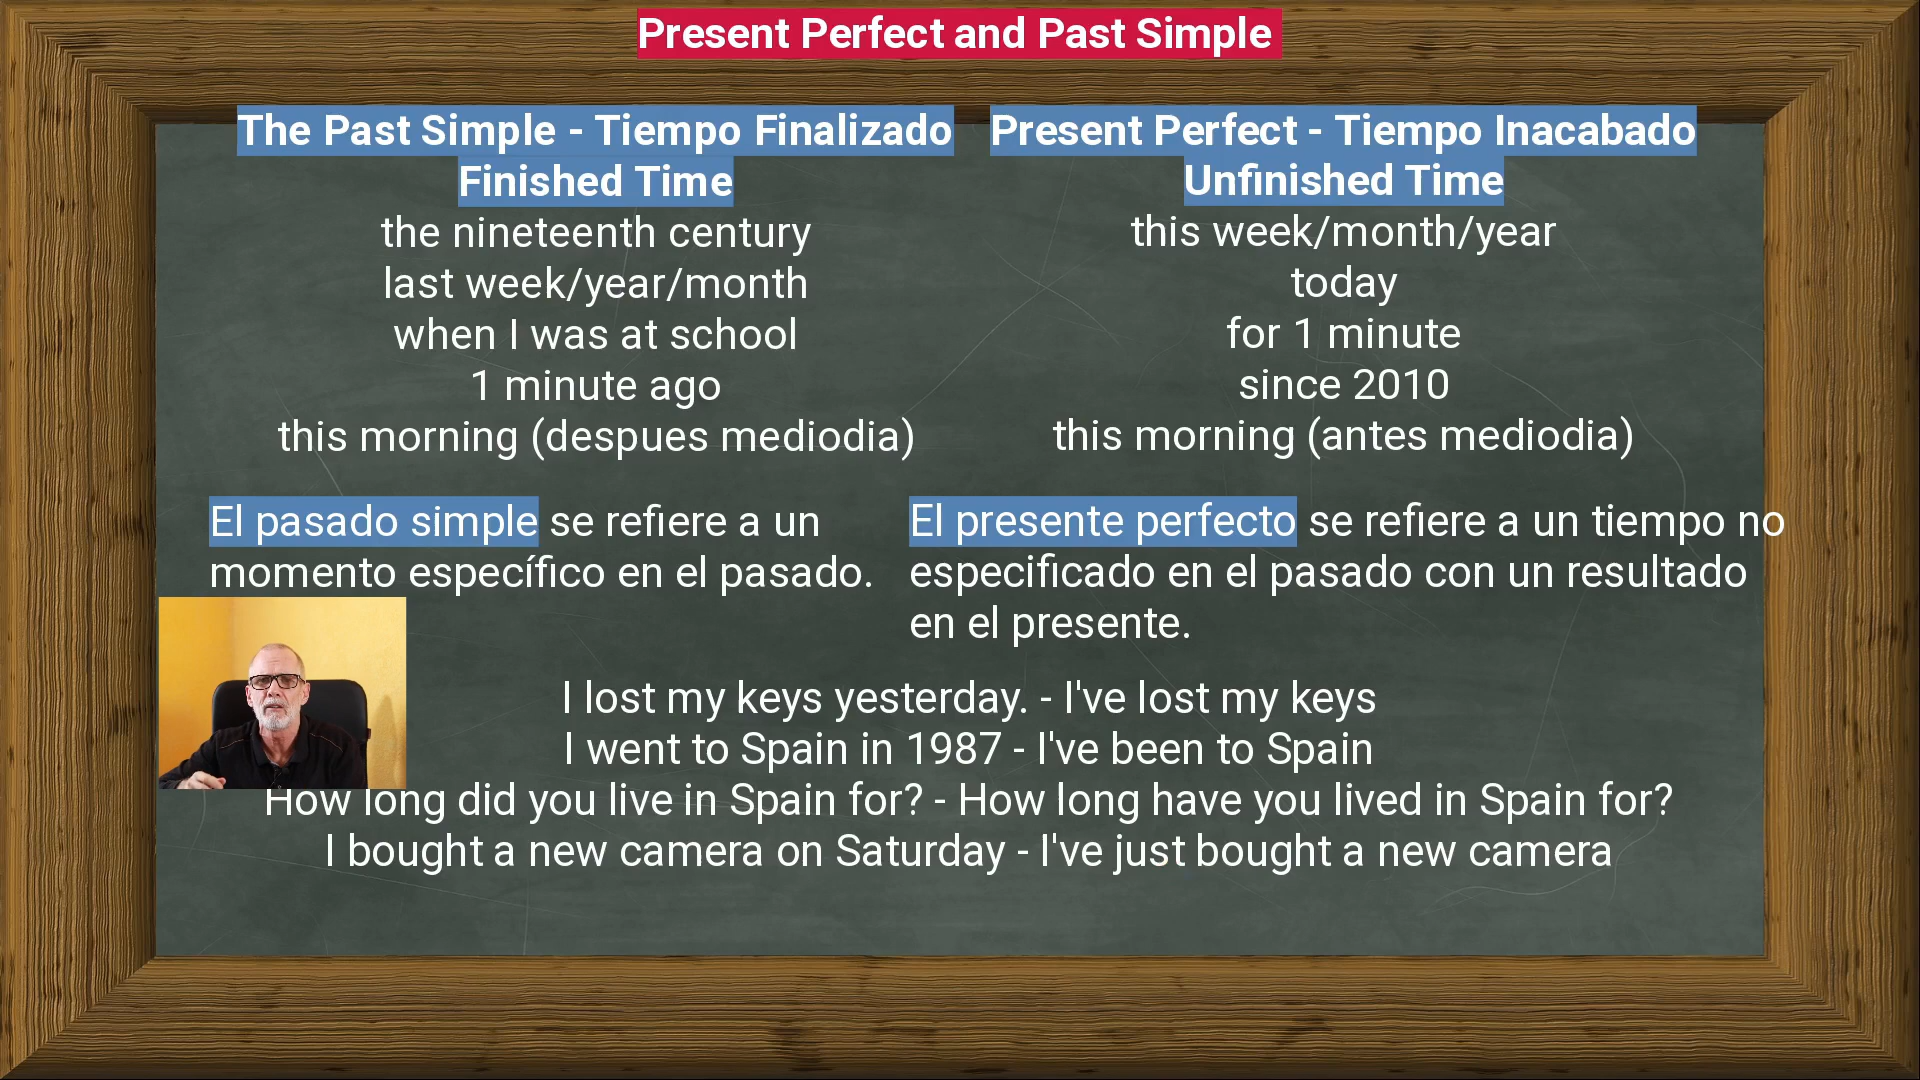 Present Perfect and Past Simple
The Past Simple - Tiempo Finalizado
Finished Time
the nineteenth century
last week/year/month
when I was at school
1 minute ago
this morning (despues mediodia)
Present Perfect - Tiempo Inacabado
Unfinished Time
this week/month/year
today
for 1 minute
since 2010
this morning (antes mediodia)
El pasado simple se refiere a un
momento específico en el pasado.
El presente perfecto se refiere a un tiempo no
especificado en el pasado con un resultado
en el presente.
I lost my keys yesterday. - I've lost my keys
I went to Spain in 1987 - I've been to Spain
How long did you live in Spain for? - How long have you lived in Spain for?
I bought a new camera on Saturday - I've just bought a new camera